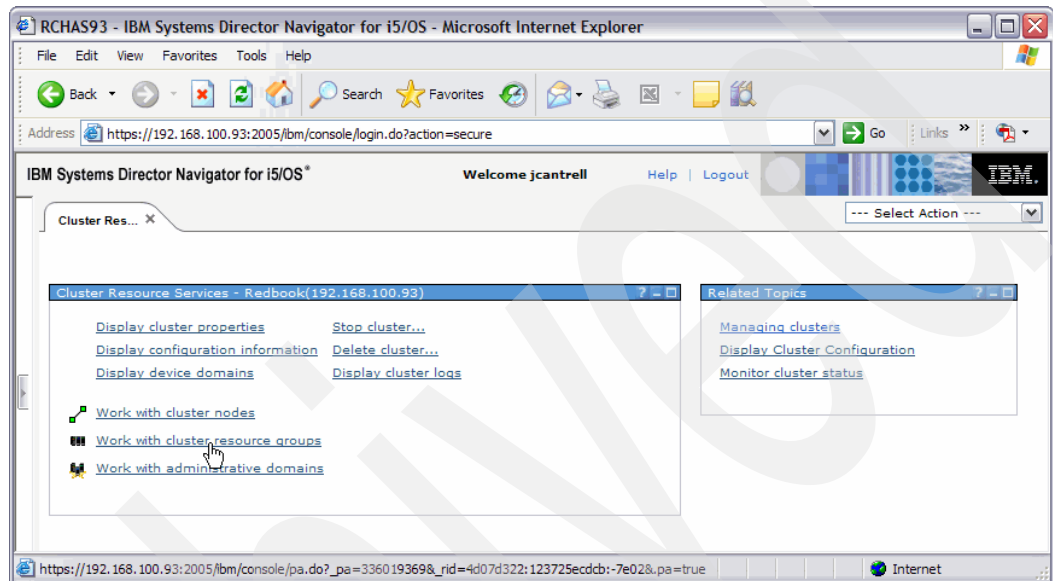 RCHAS93 - IBM Systems Director Navigator for i5/OS - Microsoft Internet Explorer
File Edit View Favorites Tools Help
Back Search Favorites
Address https://192.168.100.93:2005/ibm/console/login.do?action=secure Go Links »
IBM Systems Director Navigator for i5/OS® Welcome jcantrell Help | Logout IBM.
Cluster Res... × --- Select Action ---
Cluster Resource Services - Redbook(192.168.100.93) ? Related Topics ?
Display cluster properties Stop cluster... Managing clusters
Display configuration information Delete cluster... Display Cluster Configuration
Display device domains Display cluster logs Monitor cluster status
Work with cluster nodes
Work with cluster resource groups
Work with administrative domains
https://192.168.100.93:2005/ibm/console/pa.do?_pa=336019369&_rid=4d07d322:123725ecdcb:-7e02&.pa=true Internet